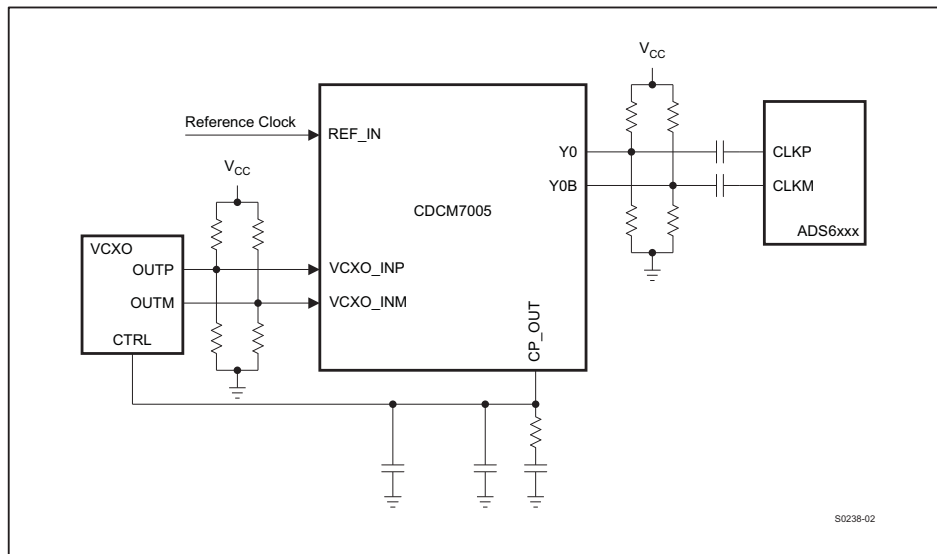 V_CC
Reference Clock
REF_IN
V_CC
Y0
CLKP
Y0B
CLKM
CDCM7005
ADS6xxx
VCXO
OUTP
VCXO_INP
OUTM
VCXO_INM
CTRL
CP_OUT
S0238-02